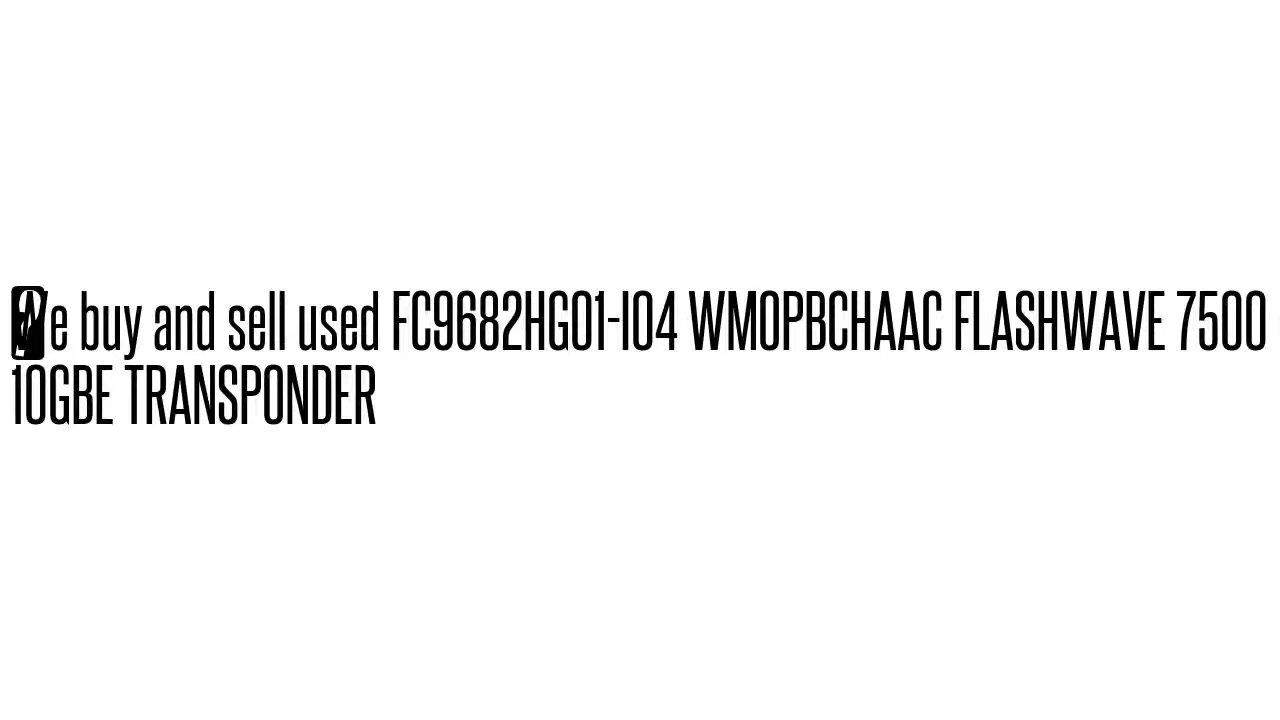 We buy and sell used FC9682HG01-I04 WMOPBCHAAC FLASHWAVE 7500
10GBE TRANSPONDER